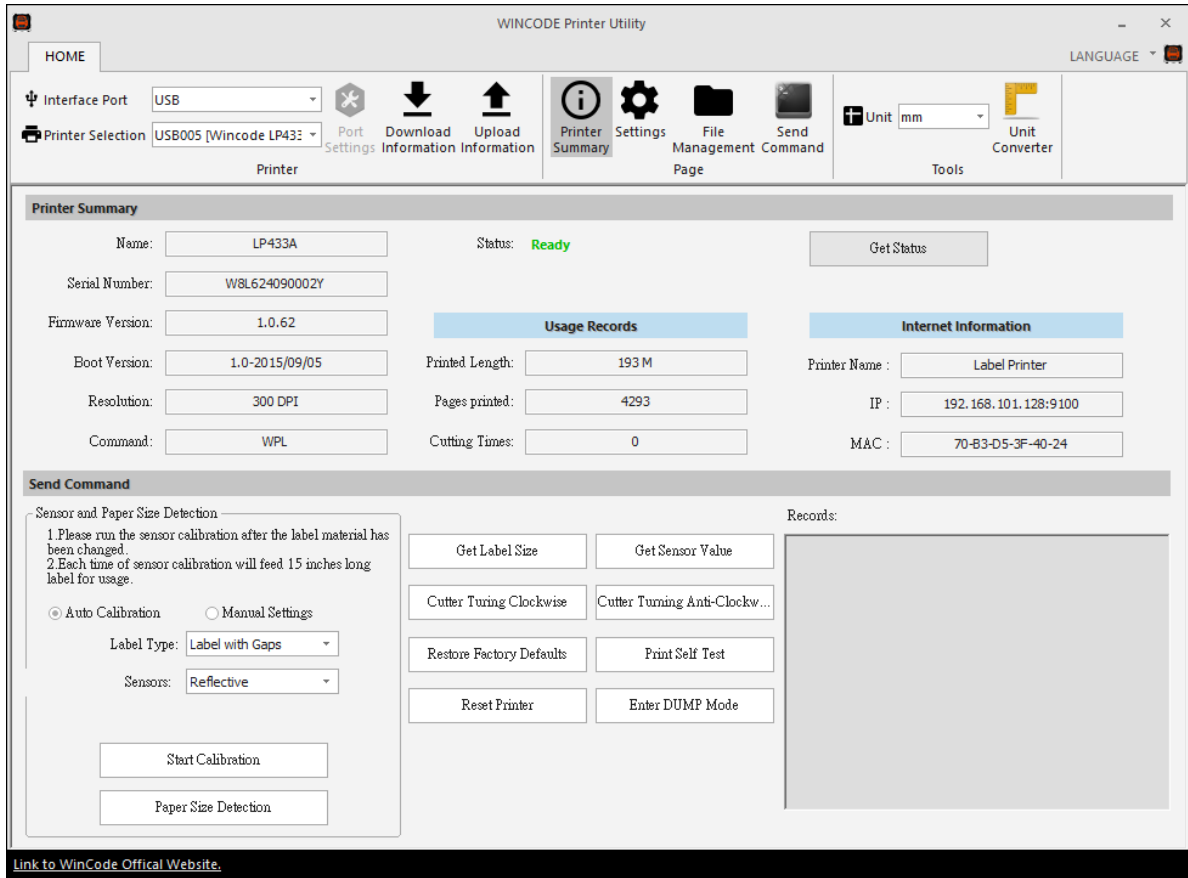 WINCODE Printer Utility
HOME
LANGUAGE
Interface Port
USB
Printer Selection
USB005 [Wincode LP433
Port
Settings
Download
Information
Upload
Information
Printer
Printer
Summary
Settings
File
Management
Send
Command
Page
Unit
mm
Unit
Converter
Tools
Printer Summary
Name:
LP433A
Status:
Ready
Get Status
Serial Number:
W8L624090002Y
Firmware Version:
1.0.62
Usage Records
Internet Information
Boot Version:
1.0-2015/09/05
Printed Length:
193 M
Printer Name :
Label Printer
Resolution:
300 DPI
Pages printed:
4293
IP :
192.168.101.128:9100
Command:
WPL
Cutting Times:
0
MAC :
70-B3-D5-3F-40-24
Send Command
Sensor and Paper Size Detection
1.Please run the sensor calibration after the label material has
been changed.
2.Each time of sensor calibration will feed 15 inches long
label for usage.
Auto Calibration
Manual Settings
Label Type:
Label with Gaps
Sensors:
Reflective
Start Calibration
Paper Size Detection
Get Label Size
Get Sensor Value
Cutter Turing Clockwise
Cutter Turning Anti-Clockw...
Restore Factory Defaults
Print Self Test
Reset Printer
Enter DUMP Mode
Records:
Link to WinCode Offical Website.